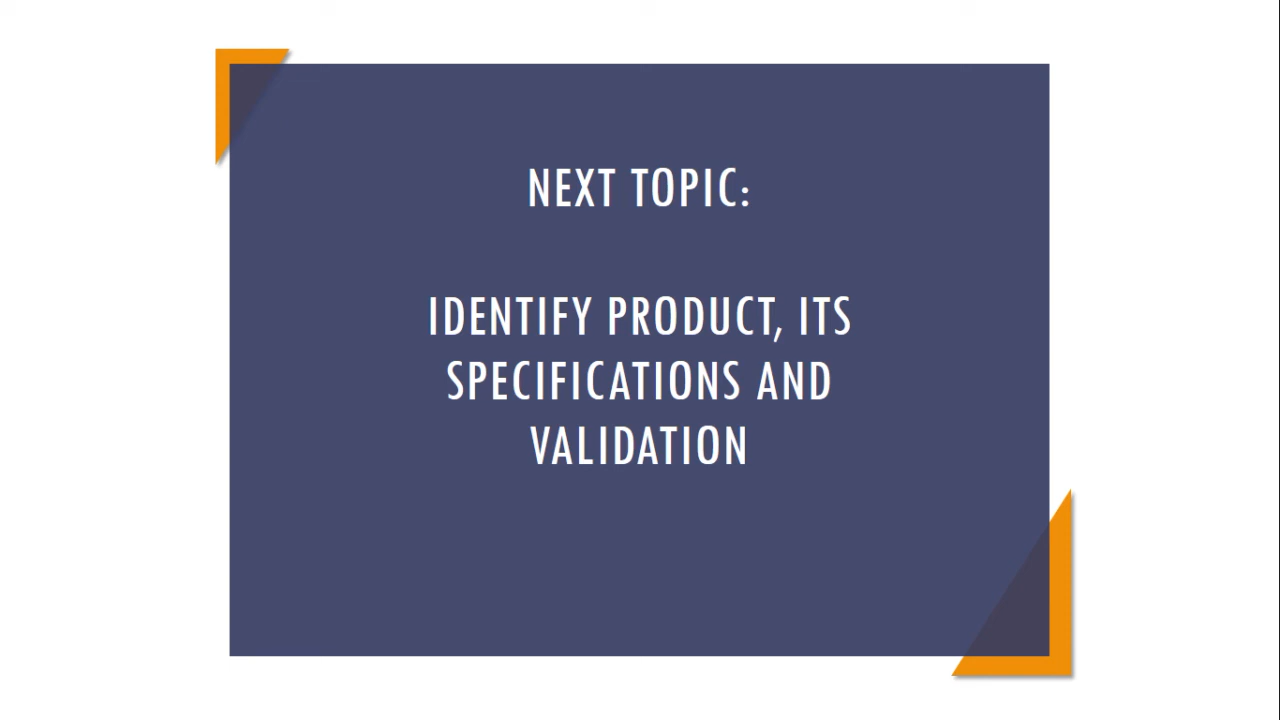 NEXT TOPIC:
IDENTIFY PRODUCT, ITS
SPECIFICATIONS AND
VALIDATION